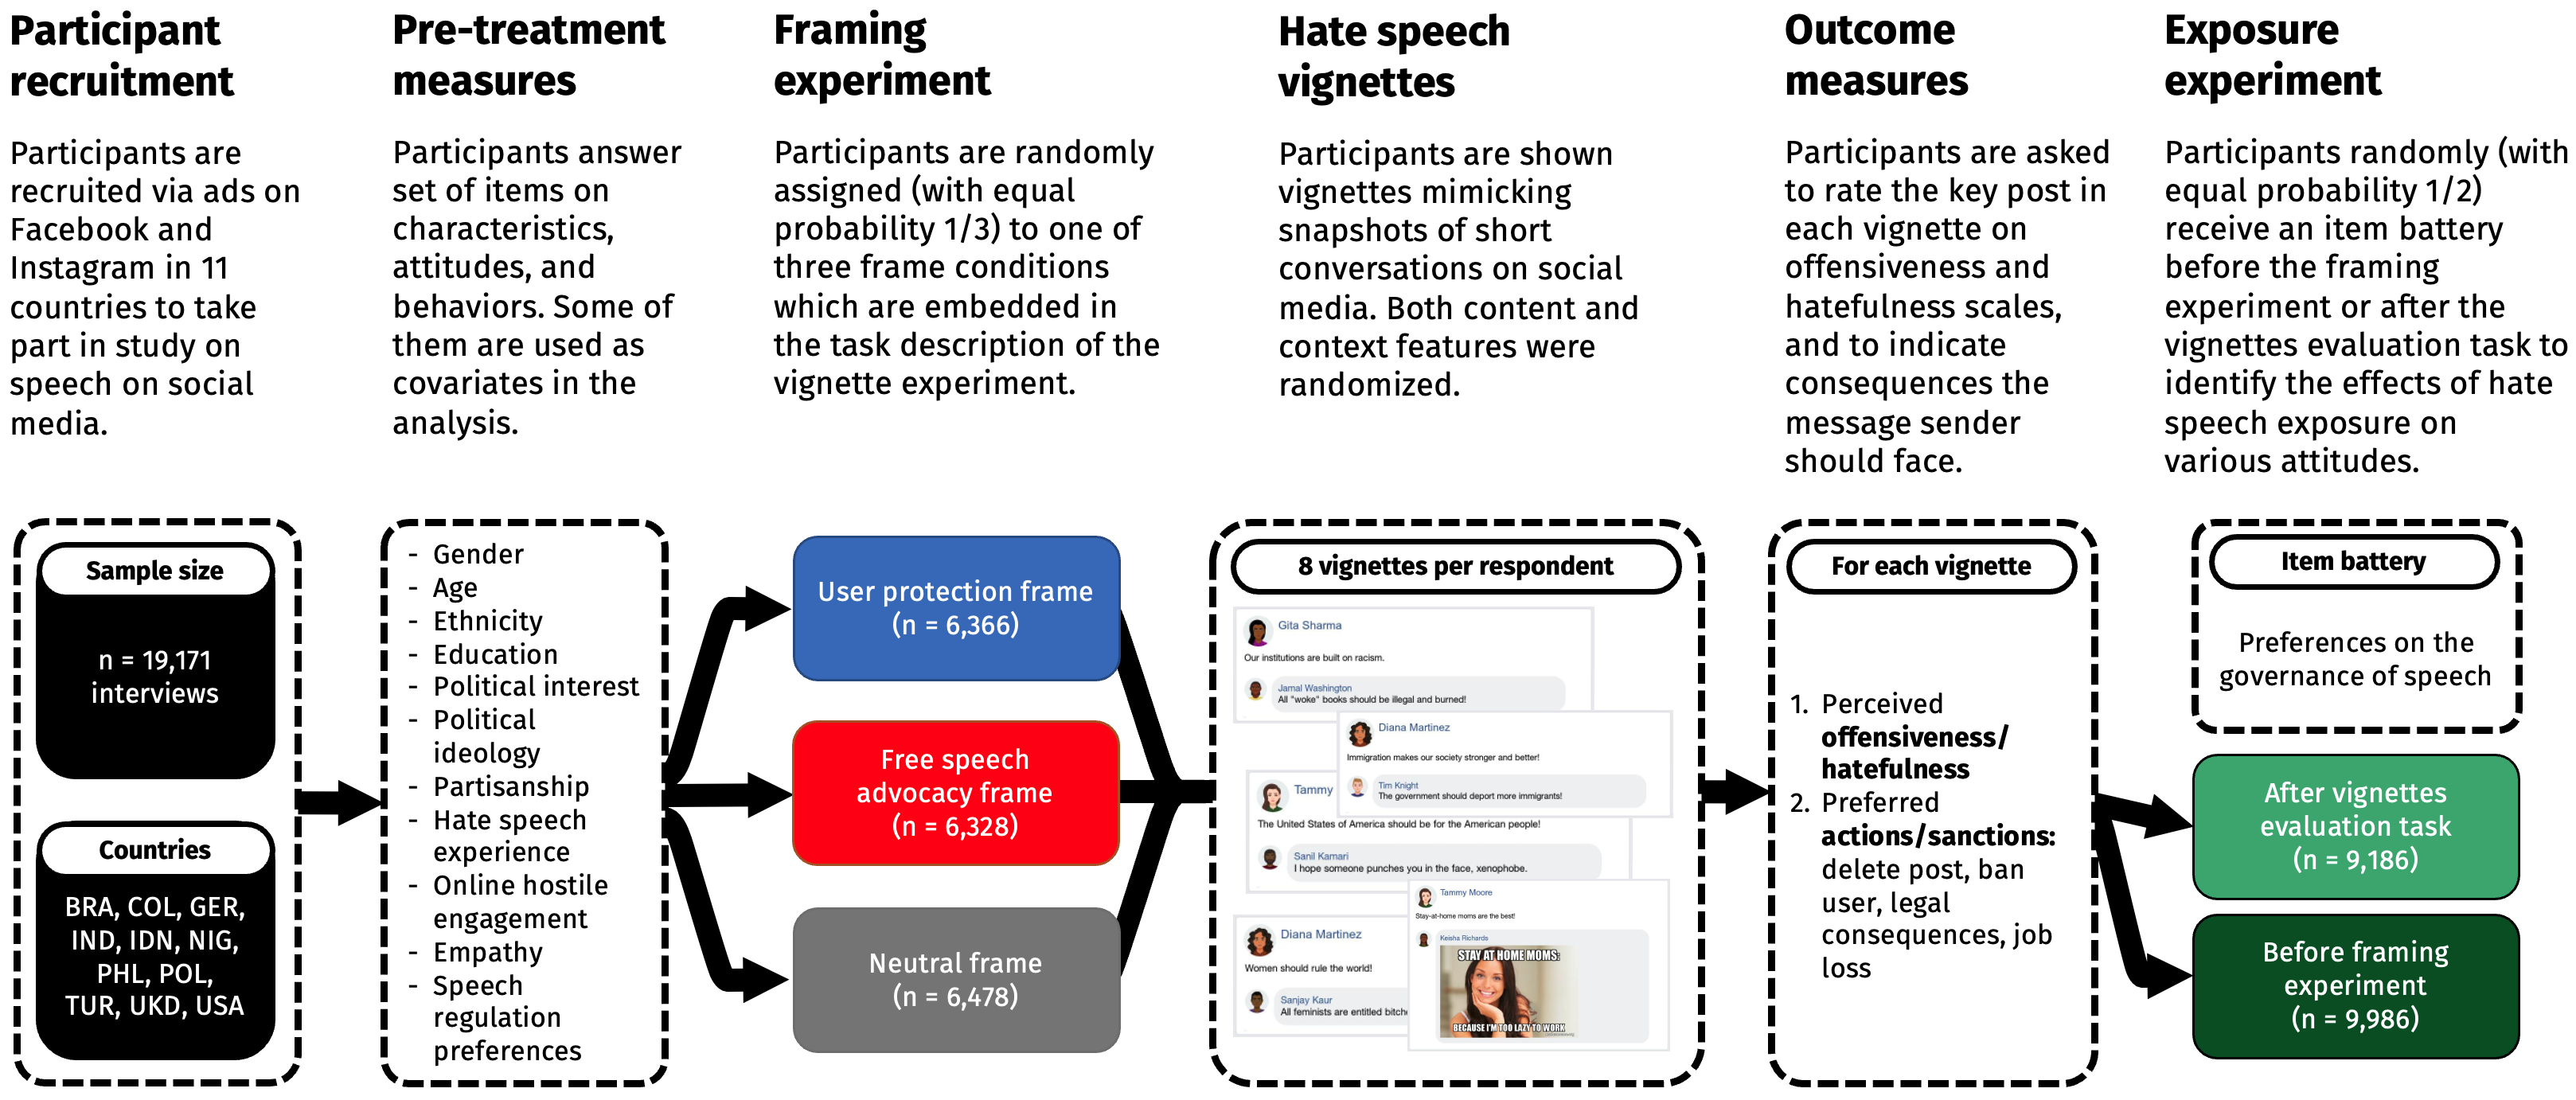 Participant
recruitment
Participants are
recruited via ads on
Facebook and
Instagram in 11
countries to take
part in study on
speech on social
media.
Sample size
n = 19,171
interviews
Countries
BRA, COL, GER,
IND, IDN, NIG,
PHL, POL,
TUR, UKD, USA
Pre-treatment
measures
Participants answer
set of items on
characteristics,
attitudes, and
behaviors. Some of
them are used as
covariates in the
analysis.
- Gender
- Age
- Ethnicity
- Education
- Political interest
- Political
ideology
- Partisanship
- Hate speech
experience
- Online hostile
engagement
- Empathy
- Speech
regulation
preferences
Framing
experiment
Participants are randomly
assigned (with equal
probability 1/3) to one of
three frame conditions
which are embedded in
the task description of the
vignette experiment.
User protection frame
(n = 6,366)
Free speech
advocacy frame
(n = 6,328)
Neutral frame
(n = 6,478)
Hate speech
vignettes
Participants are shown
vignettes mimicking
snapshots of short
conversations on social
media. Both content and
context features were
randomized.
8 vignettes per respondent
Gita Sharma
Our institutions are built on racism.
Jamal Washington
All "woke" books should be illegal and burned!
Diana Martinez
Immigration makes our society stronger and better!
Tim Knight
The government should deport more immigrants!
Tammy
The United States of America should be for the American people!
Sanil Kamari
I hope someone punches you in the face, xenophobe.
Tammy Moore
Stay-at-home moms are the best!
Keisha Richards
STAY AT HOME MOMS:
BECAUSE I'M TOO LAZY TO WORK
Diana Martinez
Women should rule the world!
Sanjay Kaur
All feminists are entitled bitch
Outcome
measures
Participants are asked
to rate the key post in
each vignette on
offensiveness and
hatefulness scales,
and to indicate
consequences the
message sender
should face.
For each vignette
1. Perceived
offensiveness/
hatefulness
2. Preferred
actions/sanctions:
delete post, ban
user, legal
consequences, job
loss
Exposure
experiment
Participants randomly (with
equal probability 1/2)
receive an item battery
before the framing
experiment or after the
vignettes evaluation task to
identify the effects of hate
speech exposure on
various attitudes.
Item battery
Preferences on the
governance of speech
After vignettes
evaluation task
(n = 9,186)
Before framing
experiment
(n = 9,986)